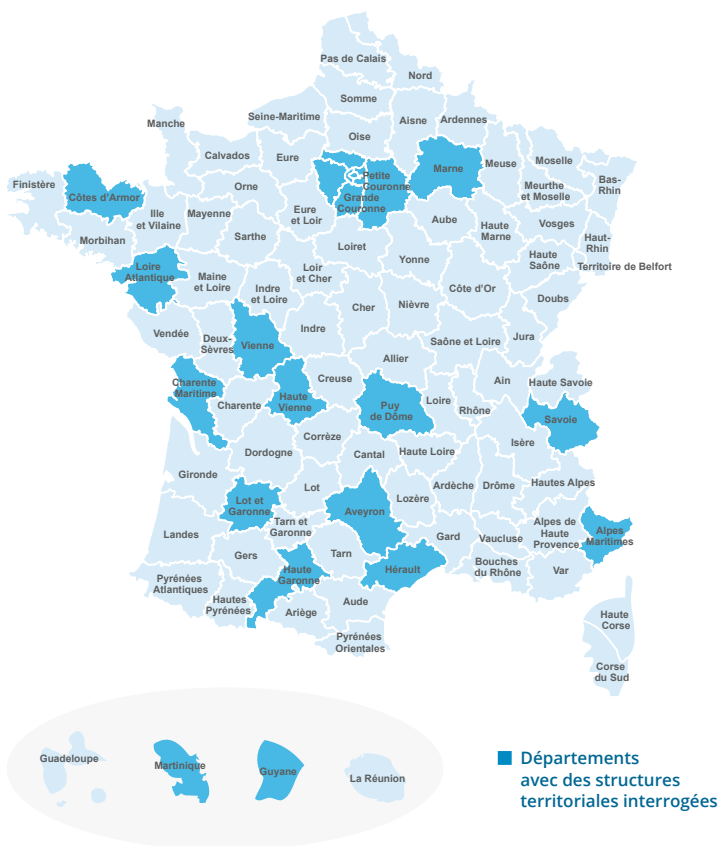 Pas de Calais
Nord
Somme
Seine-Maritime
Aisne
Ardennes
Manche
Oise
Calvados
Eure
Marne
Meuse
Moselle
Petite
Couronne
Finistère
Côtes d'Armor
Orne
Grande
Couronne
Meurthe
et Moselle
Bas-
Rhin
Ille
et Vilaine
Mayenne
Eure
et Loir
Aube
Haute
Marne
Vosges
Morbihan
Sarthe
Loiret
Yonne
Haut-
Rhin
Haute
Saône
Territoire de Belfort
Loire
Atlantique
Maine
et Loire
Indre
et Loire
Loir
et Cher
Cher
Nièvre
Côte d'Or
Doubs
Vendée
Deux-
Sèvres
Vienne
Indre
Saône et Loire
Jura
Allier
Charente
Maritime
Charente
Haute
Vienne
Creuse
Puy
de Dôme
Loire
Rhône
Ain
Haute Savoie
Savoie
Isère
Corrèze
Dordogne
Cantal
Haute Loire
Gironde
Lot
Ardèche
Drôme
Hautes Alpes
Lot et
Garonne
Aveyron
Lozère
Landes
Tarn et
Garonne
Gard
Vaucluse
Alpes de
Haute
Provence
Alpes
Maritimes
Gers
Tarn
Haute
Garonne
Hérault
Bouches
du Rhône
Var
Pyrénées
Atlantiques
Hautes
Pyrénées
Ariège
Aude
Pyrénées
Orientales
Haute
Corse
Corse
du Sud
Guadeloupe
Martinique
Guyane
La Réunion
Départements
avec des structures
territoriales interrogées